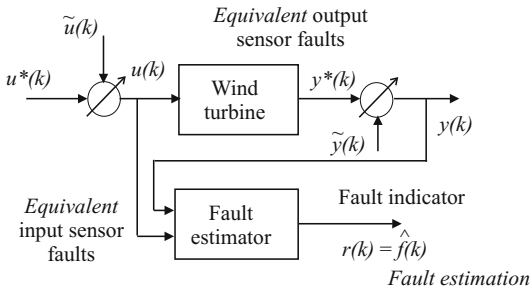 Equivalent output
sensor faults
ũ(k)
u*(k)
u(k)
Wind
turbine
y*(k)
ỹ(k)
y(k)
Equivalent
input sensor
faults
Fault
estimator
Fault indicator
r(k) = f̂(k)
Fault estimation